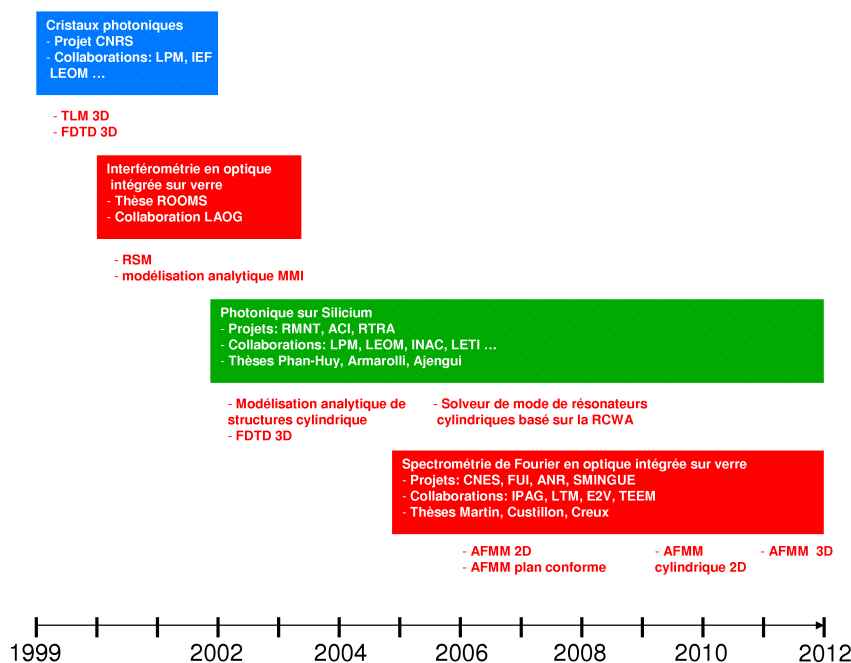 Cristaux photoniques
- Projet CNRS
- Collaborations: LPM, IEF
LEOM ...
- TLM 3D
- FDTD 3D
Interférométrie en optique
intégrée sur verre
- Thèse ROOMS
- Collaboration LAOG
- RSM
- modélisation analytique MMI
Photonique sur Silicium
- Projets: RMNT, ACI, RTRA
- Collaborations: LPM, LEOM, INAC, LETI ...
- Thèses Phan-Huy, Armarolli, Ajengui
- Modélisation analytique de
structures cylindrique
- FDTD 3D
- Solveur de mode de résonateurs
cylindriques basé sur la RCWA
Spectrométrie de Fourier en optique intégrée sur verre
- Projets: CNES, FUI, ANR, SMINGUE
- Collaborations: IPAG, LTM, E2V, TEEM
- Thèses Martin, Custillon, Creux
- AFMM 2D
- AFMM plan conforme
- AFMM
cylindrique 2D
- AFMM 3D
1999 2002 2004 2006 2008 2010 2012